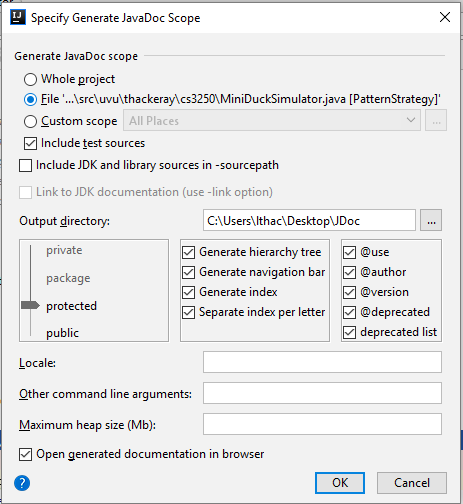 IJ Specify Generate JavaDoc Scope
Generate JavaDoc scope
Whole project
File '...\src\uvu\thackeray\cs3250\MiniDuckSimulator.java [PatternStrategy]'
Custom scope All Places ...
Include test sources
Include JDK and library sources in -sourcepath
Link to JDK documentation (use -link option)
Output directory: C:\Users\lthac\Desktop\JDoc ...
private Generate hierarchy tree @use
package Generate navigation bar @author
protected Generate index @version
public Separate index per letter @deprecated
deprecated list
Locale:
Other command line arguments:
Maximum heap size (Mb):
Open generated documentation in browser
? OK Cancel